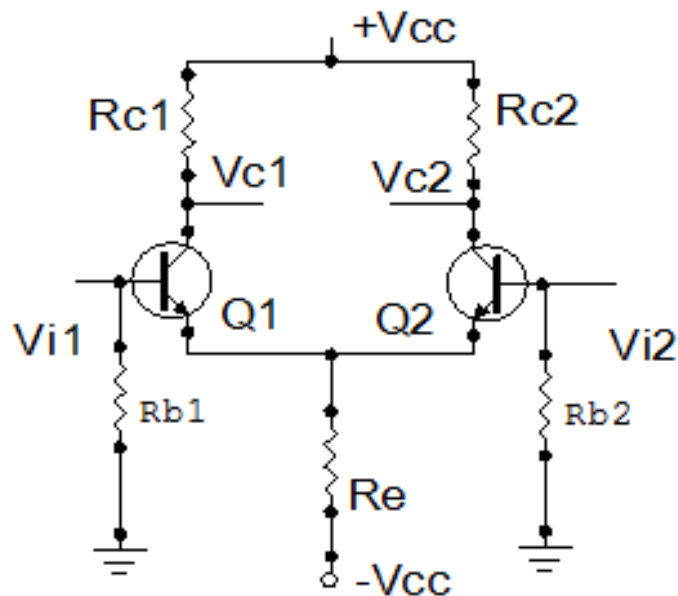 +Vcc
Rc1
Rc2
Vc1
Vc2
Q1
Q2
Vi1
Vi2
Rb1
Rb2
Re
-Vcc